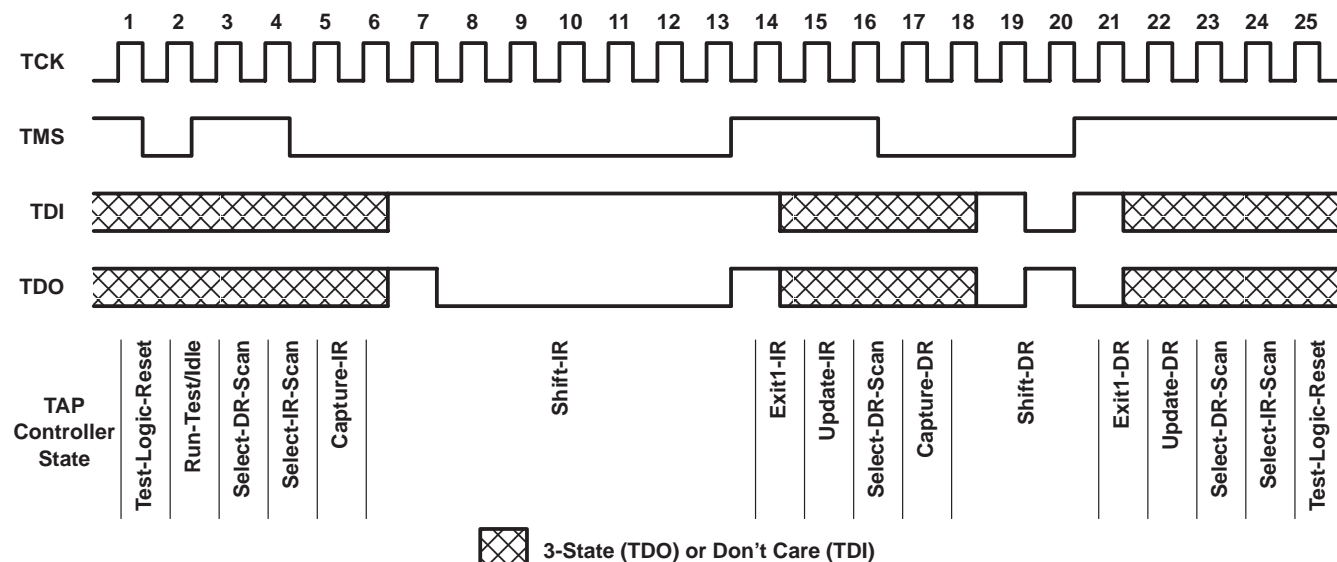 1 2 3 4 5 6 7 8 9 10 11 12 13 14 15 16 17 18 19 20 21 22 23 24 25
TCK
TMS
TDI
TDO
TAP
Controller
State
Test-Logic-Reset
Run-Test/Idle
Select-DR-Scan
Select-IR-Scan
Capture-IR
Shift-IR
Exit1-IR
Update-IR
Select-DR-Scan
Capture-DR
Shift-DR
Exit1-DR
Update-DR
Select-DR-Scan
Select-IR-Scan
Test-Logic-Reset
3-State (TDO) or Don’t Care (TDI)